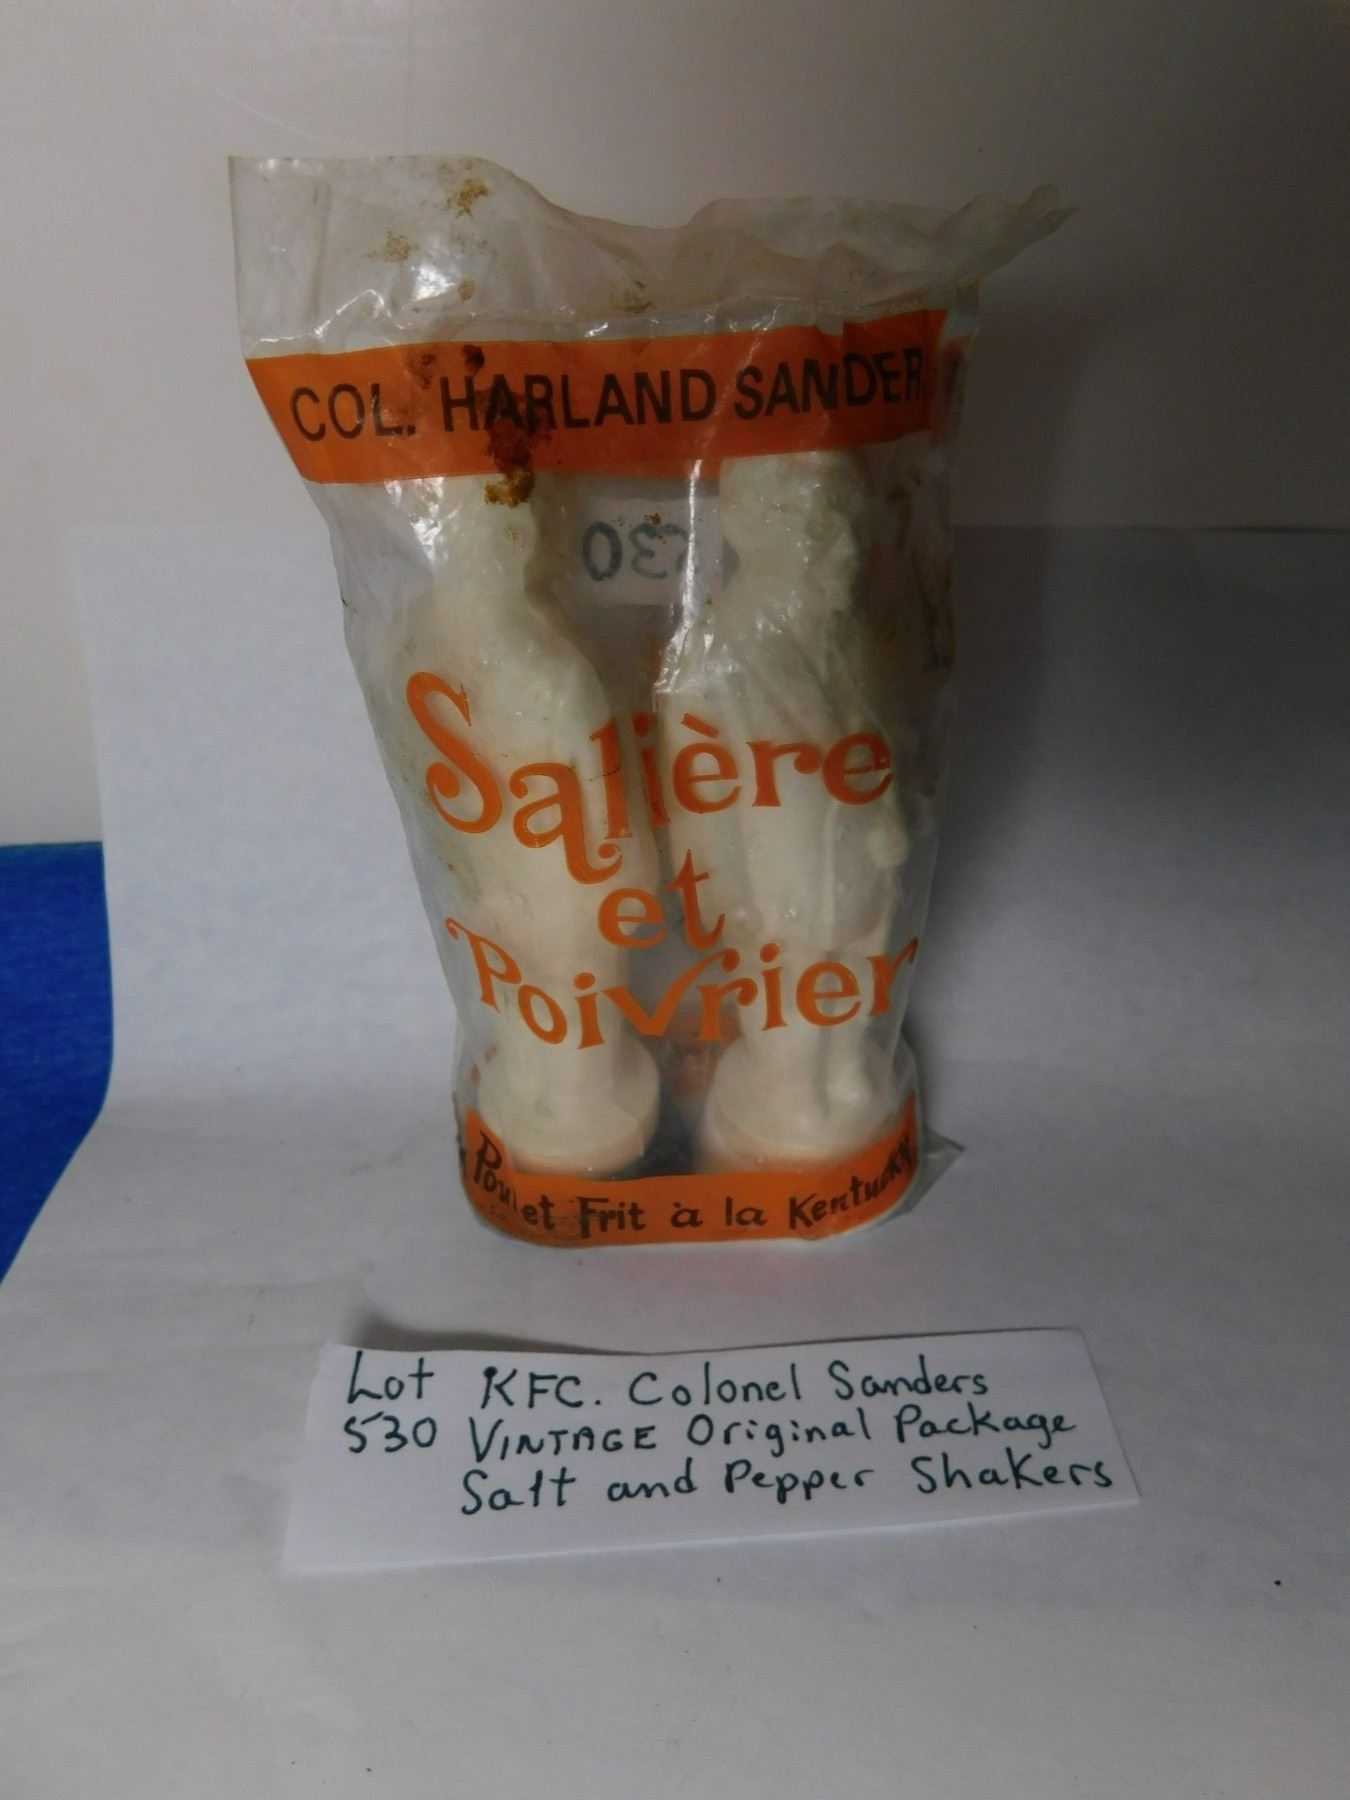 COL. HARLAND SANDER
30
Salière
et
Poivrier
Poulet Frit à la Kentucky
Lot KFC. Colonel Sanders
530 VINTAGE Original Package
Salt and Pepper Shakers